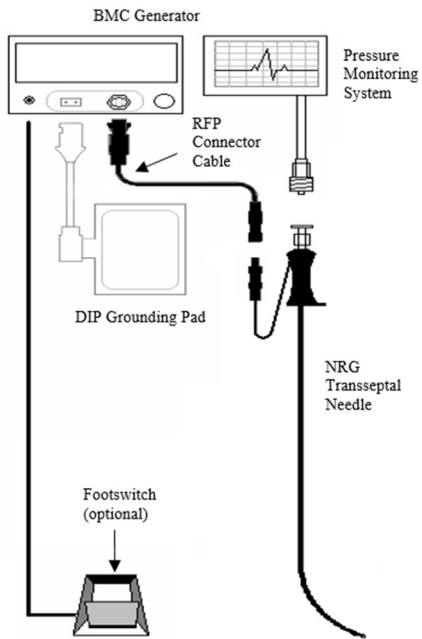 BMC Generator
Pressure
Monitoring
System
RFP
Connector
Cable
DIP Grounding Pad
NRG
Transseptal
Needle
Footswitch
(optional)